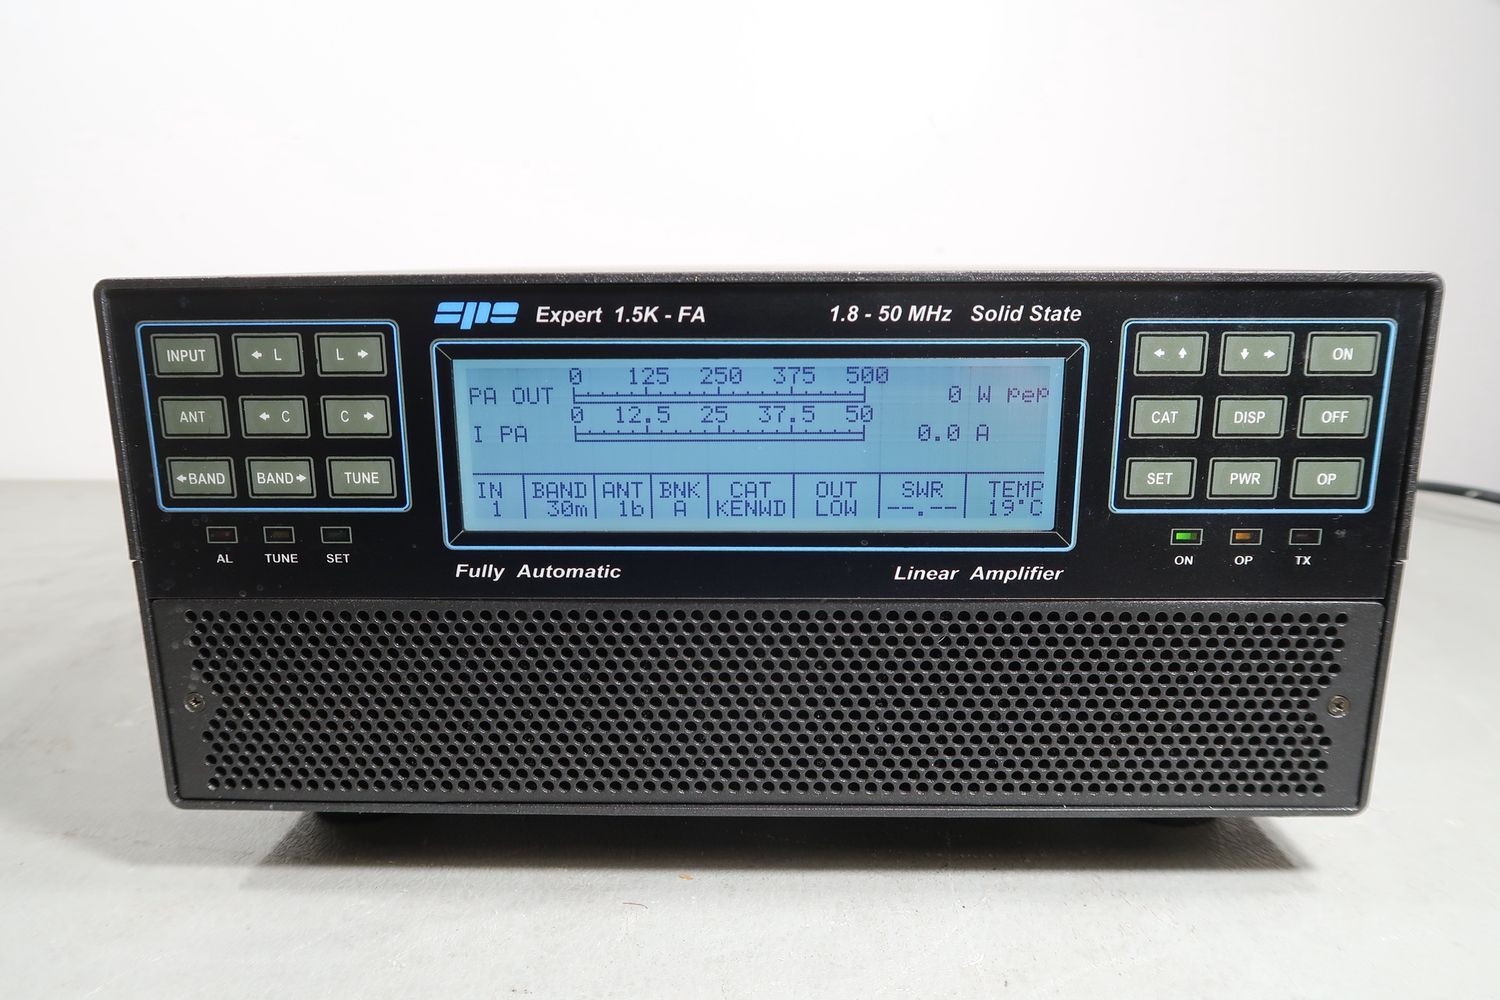 spe Expert 1.5K - FA 1.8 - 50 MHz Solid State
INPUT ← L L →
ANT ← C C →
←BAND BAND→ TUNE
AL TUNE SET
0 125 250 375 500
PA OUT 0 W pep
0 12.5 25 37.5 50
I PA 0.0 A
IN BAND ANT BNK CAT OUT SWR TEMP
1 30m 1b A KENWD LOW --.-- 19°C
← ↑ ↓ → ON
CAT DISP OFF
SET PWR OP
ON OP TX
Fully Automatic Linear Amplifier